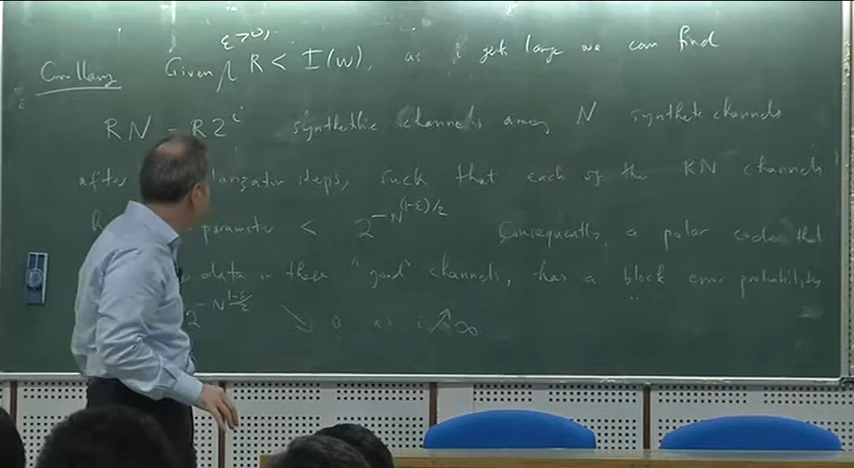 ε>0,
Corollary Given R < I(W), as i gets large we can find
RN = R2^i synthethic channels among N synthetic channels
after polarization steps, such that each of the RN channels
parameter < 2^{-N^{(1-ε)/2}} Consequently, a polar code that
data in these "good" channels, has a block error probability
2^{-N^{\frac{1-ε}{2}}} ↘ 0 as i ↗ ∞